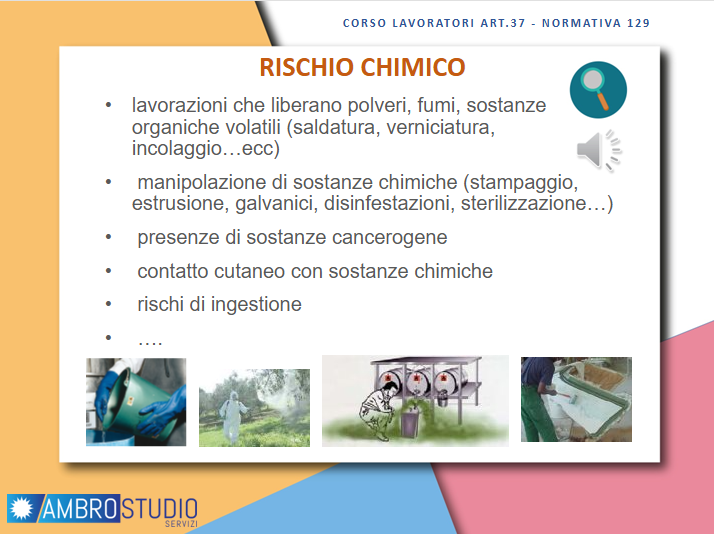 CORSO LAVORATORI ART.37 - NORMATIVA 129
RISCHIO CHIMICO
• lavorazioni che liberano polveri, fumi, sostanze
organiche volatili (saldatura, verniciatura,
incolaggio…ecc)
• manipolazione di sostanze chimiche (stampaggio,
estrusione, galvanici, disinfestazioni, sterilizzazione…)
• presenze di sostanze cancerogene
• contatto cutaneo con sostanze chimiche
• rischi di ingestione
• ….
AMBROSTUDIO
SERVIZI